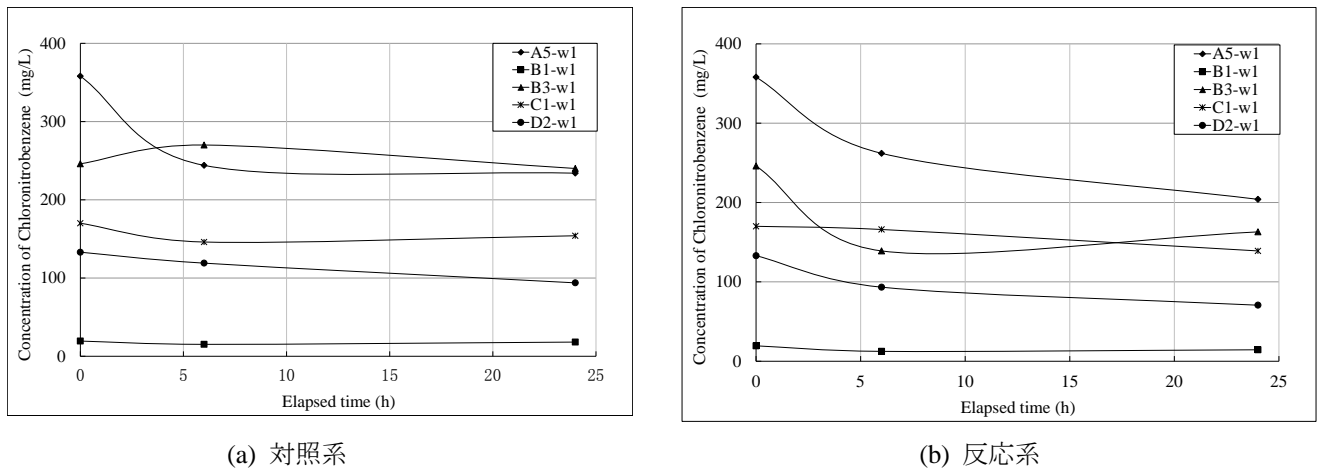 Concentration of Chloronitrobenzene (mg/L)
400
300
200
100
0
0 5 10 15 20 25
Elapsed time (h)
A5-w1
B1-w1
B3-w1
C1-w1
D2-w1
(a) 対照系
Concentration of Chloronitrobenzene (mg/L)
400
300
200
100
0
0 5 10 15 20 25
Elapsed time (h)
A5-w1
B1-w1
B3-w1
C1-w1
D2-w1
(b) 反応系